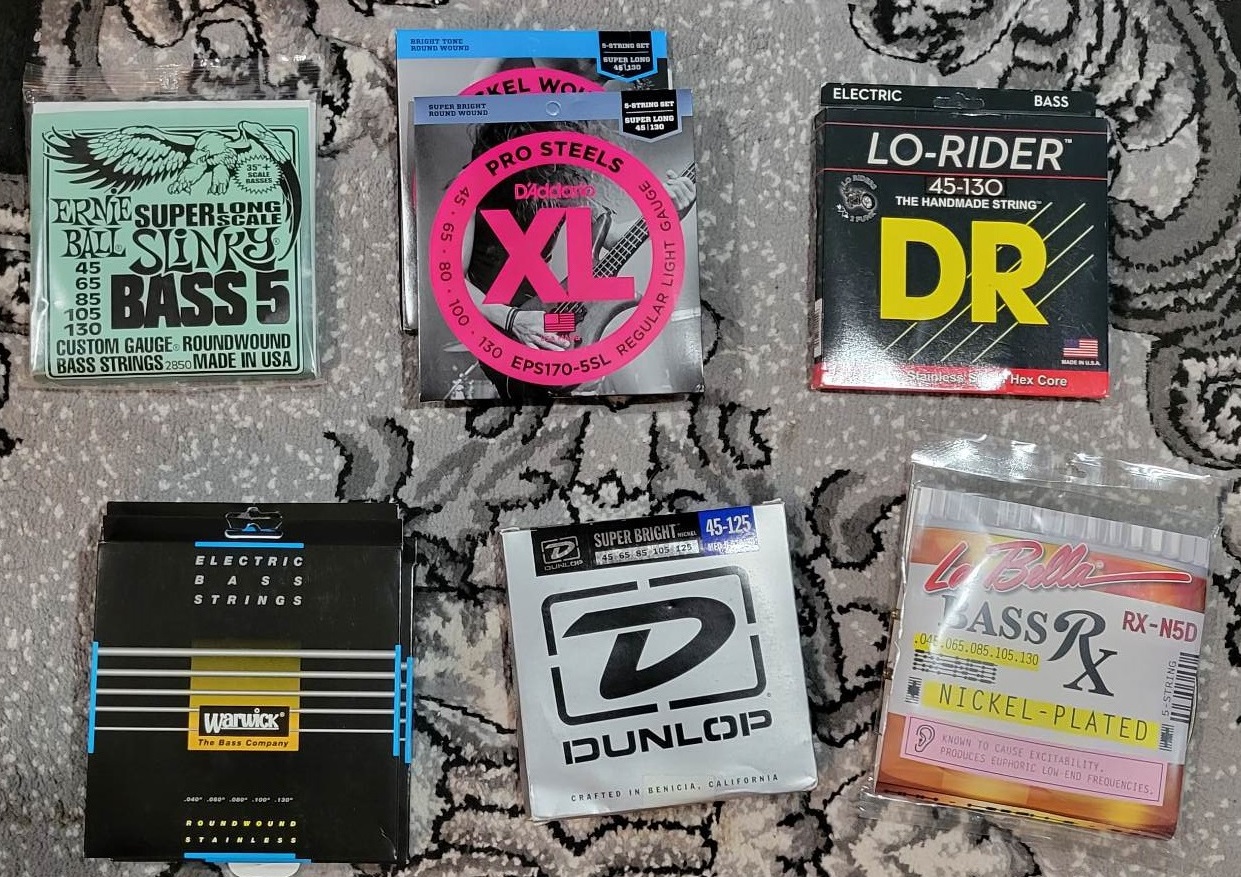 35"+
SCALE
BASSES
ERNIE
BALL®
SUPER LONG
SCALE
SLINKY®
BASS 5
45
65
85
105
130
CUSTOM GAUGE® ROUNDWOUND
BASS STRINGS 2850 MADE IN USA
BRIGHT TONE
ROUND WOUND
5-STRING SET
SUPER LONG
45|130
SUPER BRIGHT
ROUND WOUND
5-STRING SET
SUPER LONG
45|130
PRO STEELS
D'Addario
XL
45 · 65 · 80 · 100 · 130
EPS170-5SL
REGULAR LIGHT GAUGE
ELECTRIC BASS
LO-RIDER™
45-130
THE HANDMADE STRING™
DR
MADE IN U.S.A.
Hex Core
ELECTRIC
BASS
STRINGS
Warwick®
The Bass Company
.040" .060" .080" .100" .130"
ROUNDWOUND
STAINLESS
DUNLOP
SUPER BRIGHT™ NICKEL
45 65 85 105 125
45-125
D
DUNLOP
CRAFTED IN BENICIA, CALIFORNIA
La Bella®
BASS Rx
RX-N5D
.045.065.085.105.130
NICKEL-PLATED
5-STRING
KNOWN TO CAUSE EXCITABILITY.
PRODUCES EUPHORIC LOW-END FREQUENCIES.